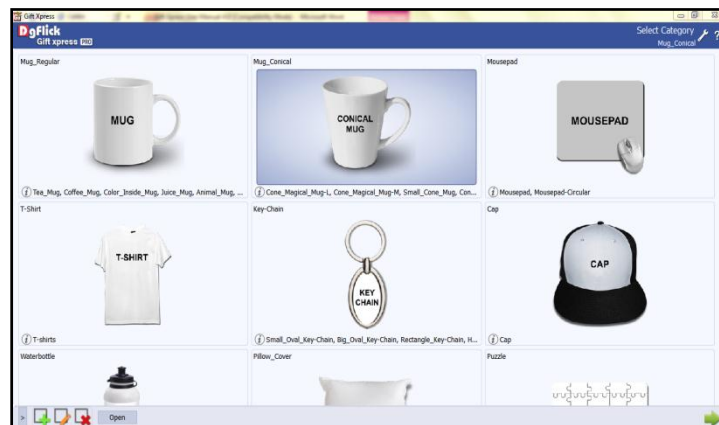 Gift Xpress
DgFlick
Gift xpress PRO
Select Category
Mug_Conical
?
Mug_Regular
MUG
Tea_Mug, Coffee_Mug, Color_Inside_Mug, Juice_Mug, Animal_Mug, ...
Mug_Conical
CONICAL
MUG
Cone_Magical_Mug-L, Cone_Magical_Mug-M, Small_Cone_Mug, Con...
Mousepad
MOUSEPAD
Mousepad, Mousepad-Circular
T-Shirt
T-SHIRT
T-shirts
Key-Chain
KEY
CHAIN
Small_Oval_Key-Chain, Big_Oval_Key-Chain, Rectangle_Key-Chain, H...
Cap
CAP
Cap
Waterbottle
Pillow_Cover
Puzzle
>
Open